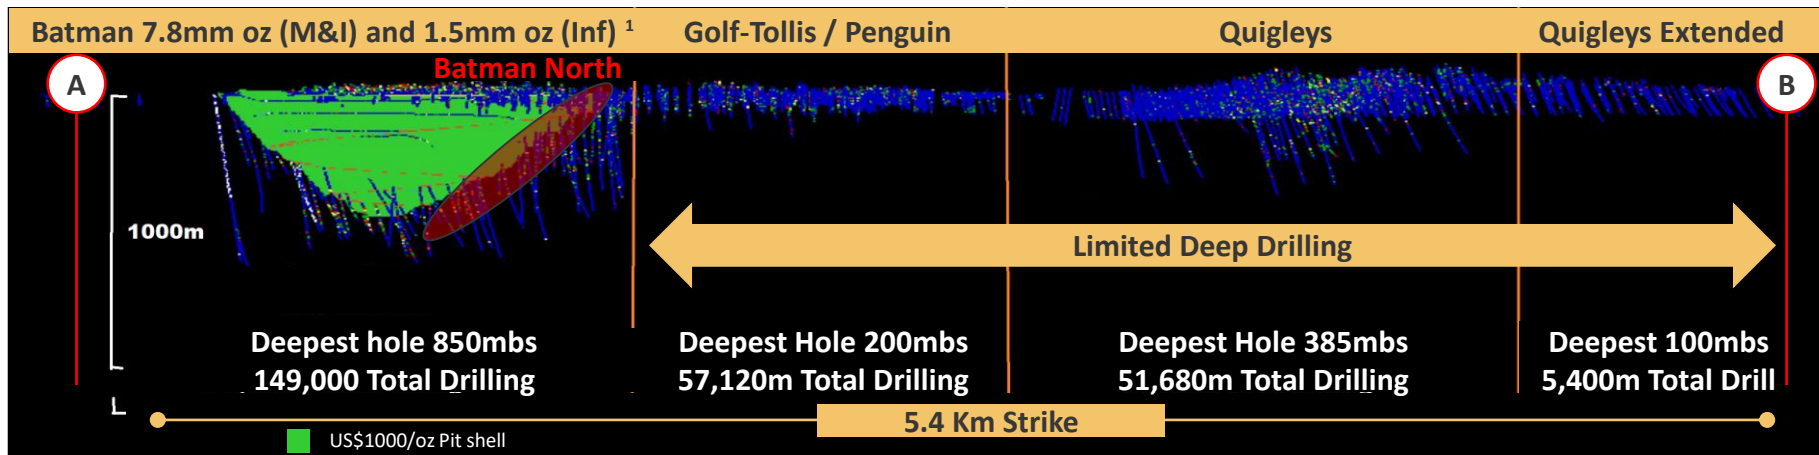 Batman 7.8mm oz (M&I) and 1.5mm oz (Inf) 1
Golf-Tollis / Penguin
Quigleys
Quigleys Extended
A
Batman North
B
1000m
Limited Deep Drilling
Deepest hole 850mbs
149,000 Total Drilling
Deepest Hole 200mbs
57,120m Total Drilling
Deepest Hole 385mbs
51,680m Total Drilling
Deepest 100mbs
5,400m Total Drill
5.4 Km Strike
US$1000/oz Pit shell